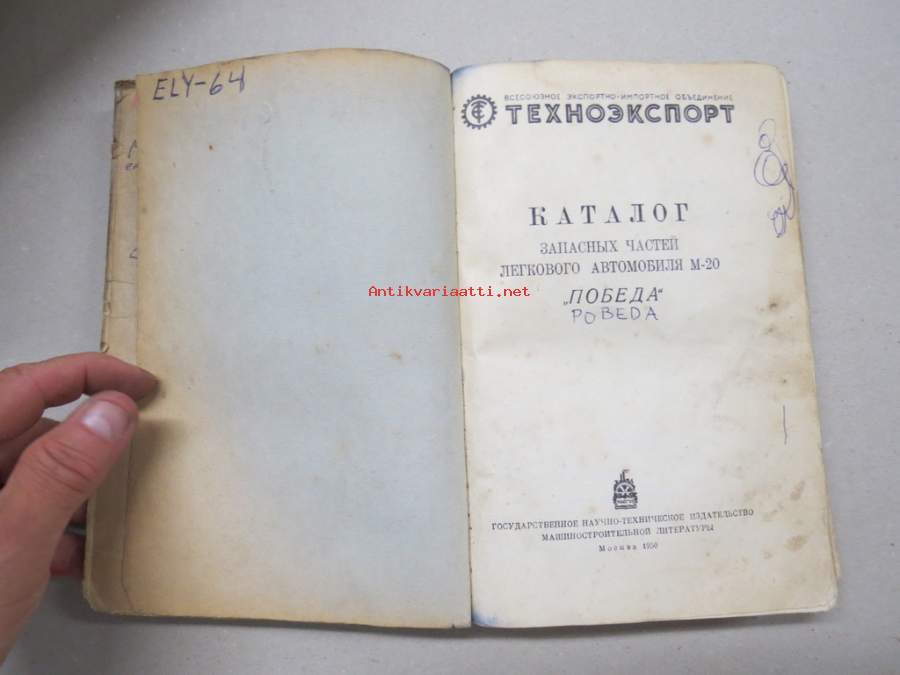 ELY-64
ВСЕСОЮЗНОЕ ЭКСПОРТНО-ИМПОРТНОЕ ОБЪЕДИНЕНИЕ
ТЕХНОЭКСПОРТ
КАТАЛОГ
ЗАПАСНЫХ ЧАСТЕЙ
ЛЕГКОВОГО АВТОМОБИЛЯ М-20
Antikvariaatti.net
„ПОБЕДА“
POBEDA
ГОСУДАРСТВЕННОЕ НАУЧНО-ТЕХНИЧЕСКОЕ ИЗДАТЕЛЬСТВО
МАШИНОСТРОИТЕЛЬНОЙ ЛИТЕРАТУРЫ
Москва 1950